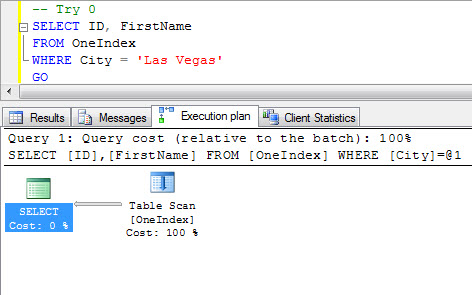 -- Try 0
SELECT ID, FirstName
FROM OneIndex
WHERE City = 'Las Vegas'
GO
Results Messages Execution plan Client Statistics
Query 1: Query cost (relative to the batch): 100%
SELECT [ID],[FirstName] FROM [OneIndex] WHERE [City]=@1
SELECT
Cost: 0 %
Table Scan
[OneIndex]
Cost: 100 %